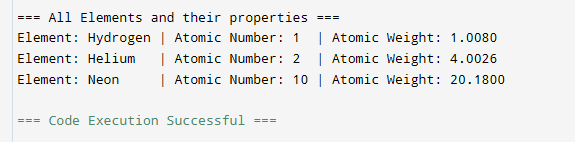 === All Elements and their properties ===
Element: Hydrogen | Atomic Number: 1  | Atomic Weight: 1.0080
Element: Helium   | Atomic Number: 2  | Atomic Weight: 4.0026
Element: Neon     | Atomic Number: 10 | Atomic Weight: 20.1800
=== Code Execution Successful ===